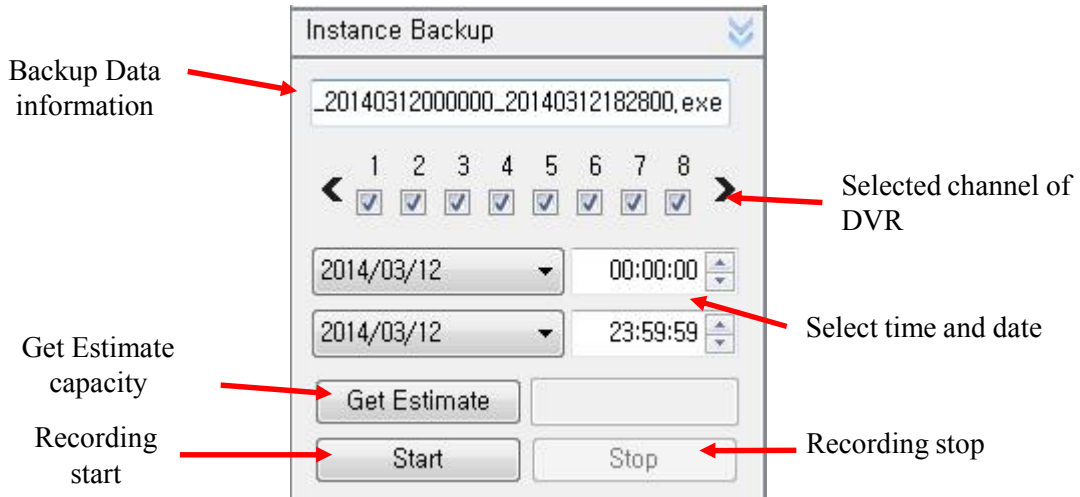 Instance Backup
Backup Data
information
_20140312000000_20140312182800.exe
1 2 3 4 5 6 7 8
Selected channel of
DVR
2014/03/12 00:00:00
2014/03/12 23:59:59
Select time and date
Get Estimate
capacity
Get Estimate
Recording
start
Start
Stop
Recording stop